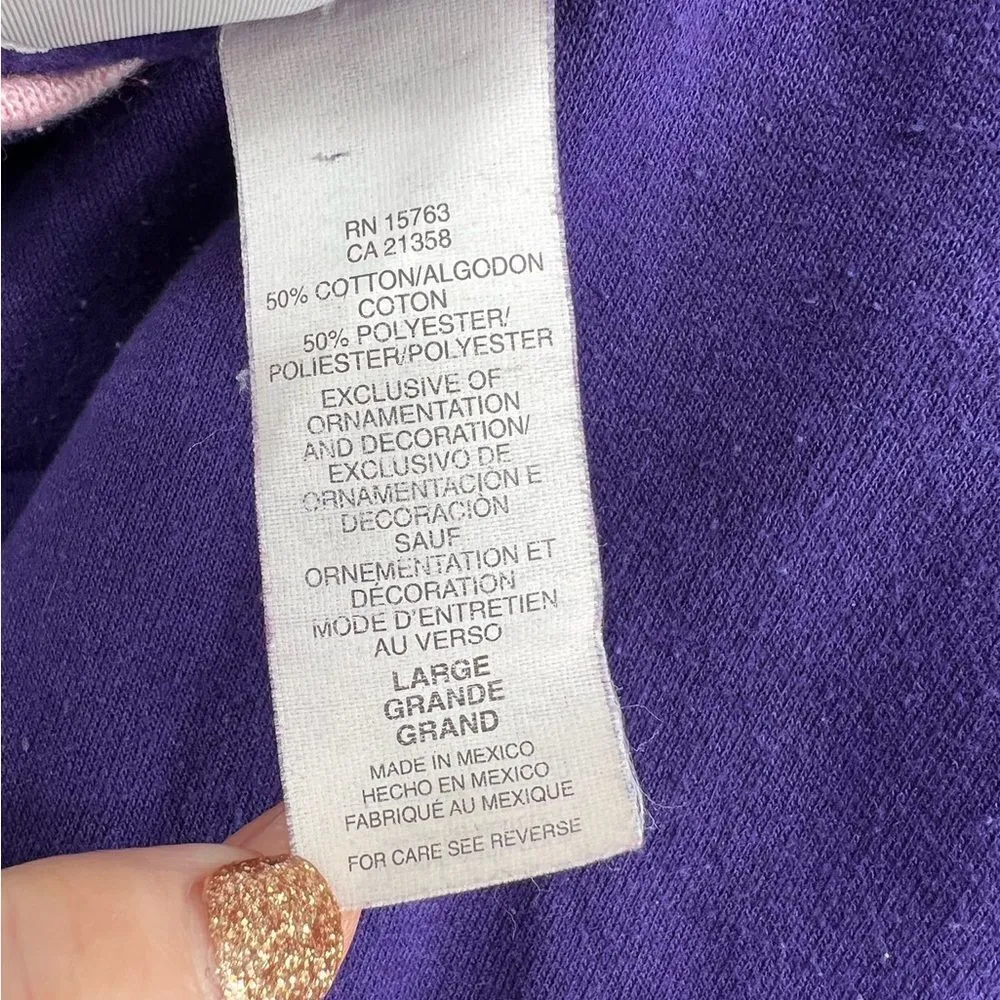 RN 15763
CA 21358
50% COTTON/ALGODON
COTON
50% POLYESTER/
POLIESTER/POLYESTER
EXCLUSIVE OF
ORNAMENTATION
AND DECORATION/
EXCLUSIVO DE
ORNAMENTACION E
DECORACION
SAUF
ORNEMENTATION ET
DÉCORATION
MODE D'ENTRETIEN
AU VERSO
LARGE
GRANDE
GRAND
MADE IN MEXICO
HECHO EN MEXICO
FABRIQUÉ AU MEXIQUE
FOR CARE SEE REVERSE